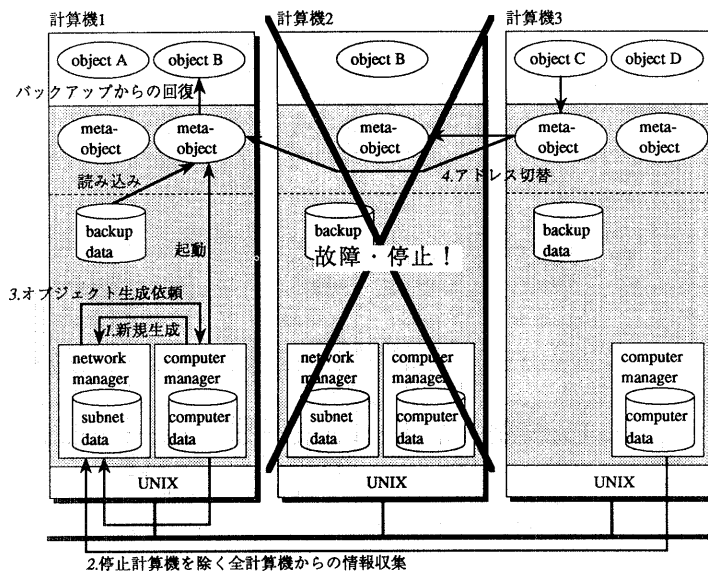 計算機1
計算機2
計算機3
object A
object B
object B
object C
object D
バックアップからの回復
meta-
object
meta-
object
meta-
object
meta-
object
meta-
object
4.アドレス切替
読み込み
backup
data
起動
backup
data
backup
data
故障・停止！
3.オブジェクト生成依頼
1.新規生成
network
manager
subnet
data
computer
manager
computer
data
network
manager
subnet
data
computer
manager
computer
data
computer
manager
computer
data
UNIX
UNIX
UNIX
2.停止計算機を除く全計算機からの情報収集